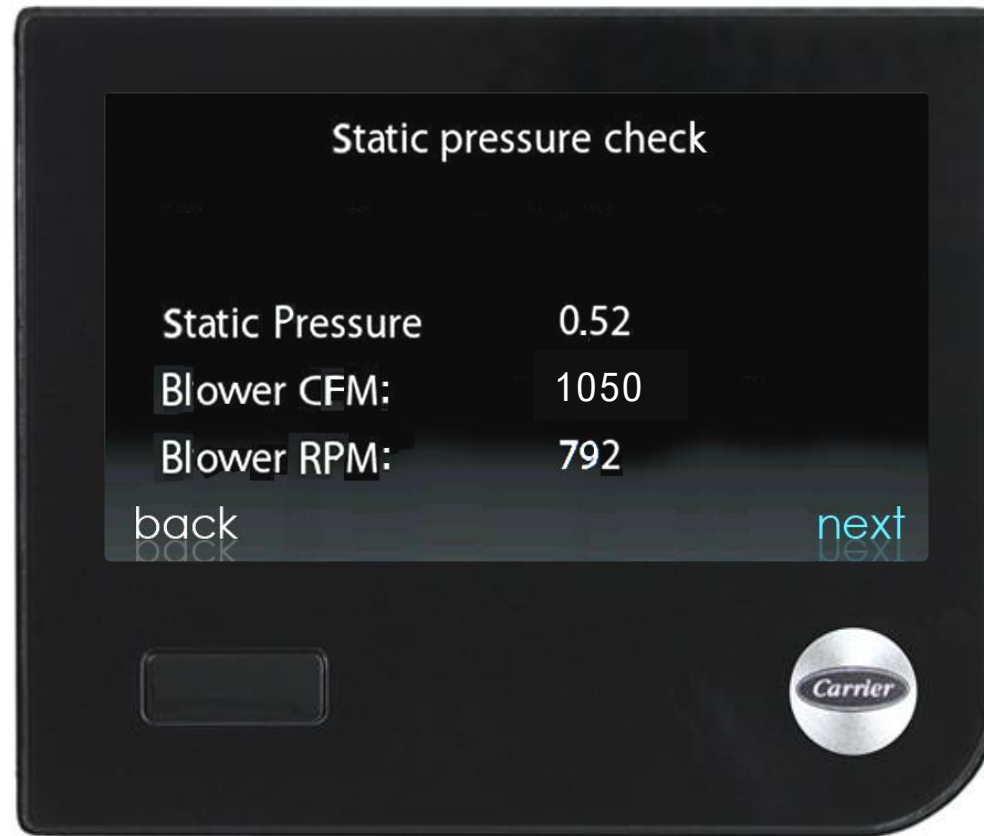 Static pressure check
Static Pressure 0.52
Blower CFM: 1050
Blower RPM: 792
back next
Carrier